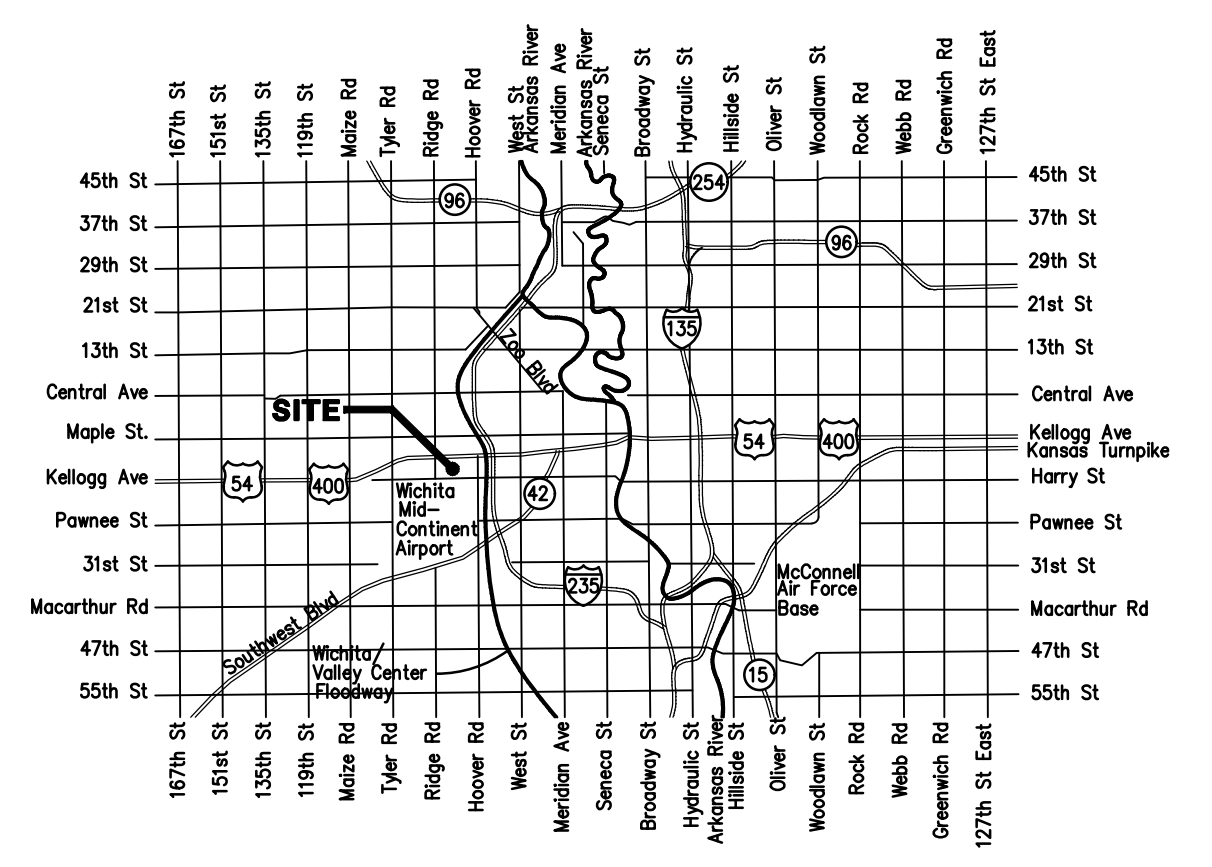 167th St
151st St
135th St
119th St
Maize Rd
Tyler Rd
Ridge Rd
Hoover Rd
West St
Arkansas River
Meridian Ave
Arkansas River
Seneca St
Broadway St
Hydraulic St
Hillside St
Oliver St
Woodlawn St
Rock Rd
Webb Rd
Greenwich Rd
127th St East
45th St
37th St
29th St
21st St
13th St
Central Ave
Maple St.
Kellogg Ave
Pawnee St
31st St
Macarthur Rd
47th St
55th St
96
254
96
135
Zoo Blvd
SITE
54
400
54
400
42
Wichita
Mid-
Continent
Airport
235
McConnell
Air Force
Base
Southwest Blvd
Wichita/
Valley Center
Floodway
15
45th St
37th St
29th St
21st St
13th St
Central Ave
Kellogg Ave
Kansas Turnpike
Harry St
Pawnee St
31st St
Macarthur Rd
47th St
55th St
167th St
151st St
135th St
119th St
Maize Rd
Tyler Rd
Ridge Rd
Hoover Rd
West St
Meridian Ave
Seneca St
Broadway St
Hydraulic St
Arkansas River
Hillside St
Oliver St
Woodlawn St
Rock Rd
Webb Rd
Greenwich Rd
127th St East